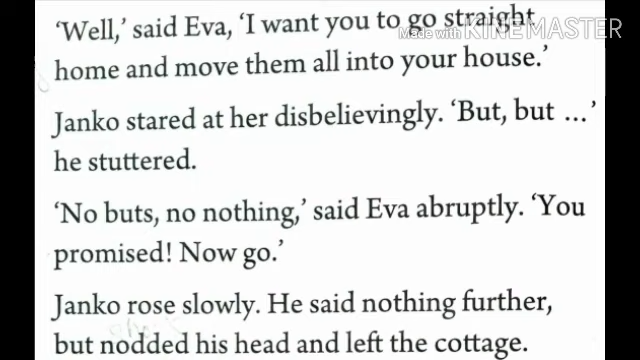 'Well,' said Eva, 'I want you to go straight
Made with KINEMASTER
home and move them all into your house.'
Janko stared at her disbelievingly. 'But, but ...'
he stuttered.
'No buts, no nothing,' said Eva abruptly. 'You
promised! Now go.'
Janko rose slowly. He said nothing further,
but nodded his head and left the cottage.